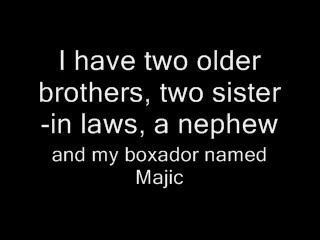 I have two older
brothers, two sister
-in laws, a nephew
and my boxador named
Majic